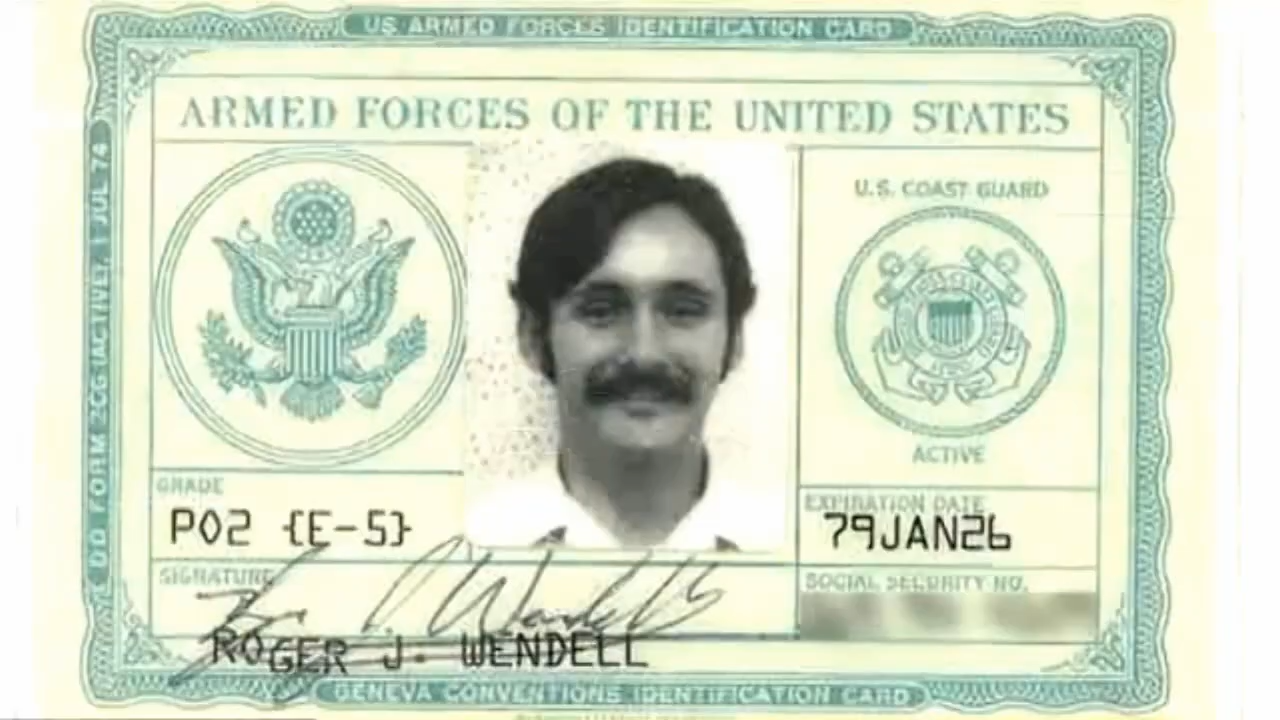 US ARMED FORCES IDENTIFICATION CARD
ARMED FORCES OF THE UNITED STATES
DD FORM 2CG (ACTIVE), 1 JUL 74
U.S. COAST GUARD
ACTIVE
GRADE
PO2 {E-5}
EXPIRATION DATE
79JAN26
SIGNATURE
SOCIAL SECURITY NO.
ROGER J. WENDELL
GENEVA CONVENTIONS IDENTIFICATION CARD